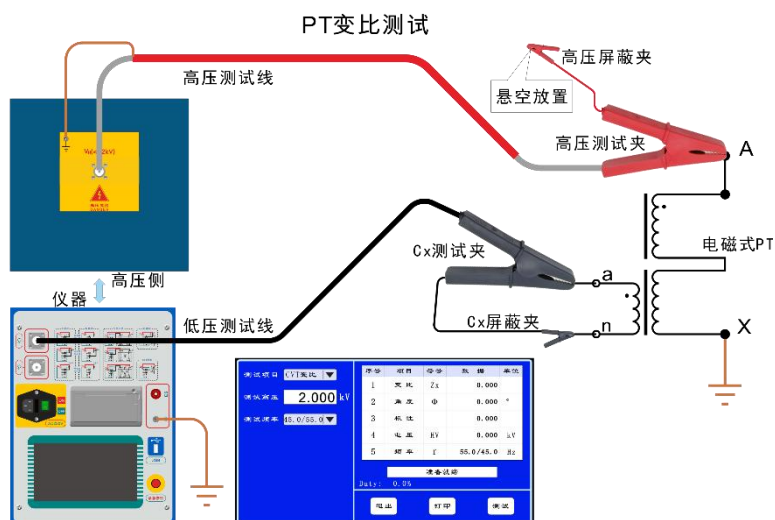 PT变比测试
高压测试线
高压屏蔽夹
悬空放置
高压测试夹
A
电磁式PT
高压侧
仪器
Cx测试夹
a
低压测试线
Cx屏蔽夹
n
X
测试项目 CVT变比
测试高压 2.000 kV
测试频率 45.0/55.0
序号 项目 符号 数据 单位
1 变比 Zx 0.000
2 角度 Φ 0.000 °
3 极性 0.000
4 电压 HV 0.000 kV
5 频率 f 55.0/45.0 Hz
准备就绪
Duty: 0.0%
退出 打印 测试